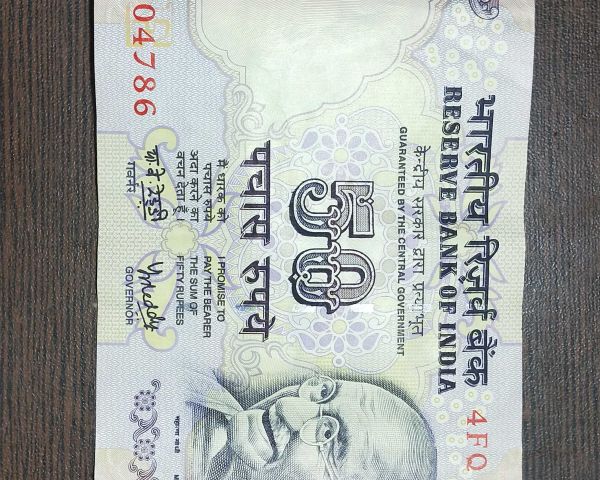 भारतीय रिज़र्व बैंक
RESERVE BANK OF INDIA
4FQ
केन्द्रीय सरकार द्वारा प्रत्याभूत
GUARANTEED BY THE CENTRAL GOVERNMENT
50
पचास रुपये
मैं धारक को
पचास रुपये
अदा करने का
वचन देता हूँ।
गवर्नर
I PROMISE TO
PAY THE BEARER
THE SUM OF
FIFTY RUPEES
GOVERNOR
महात्मा गांधी
04786